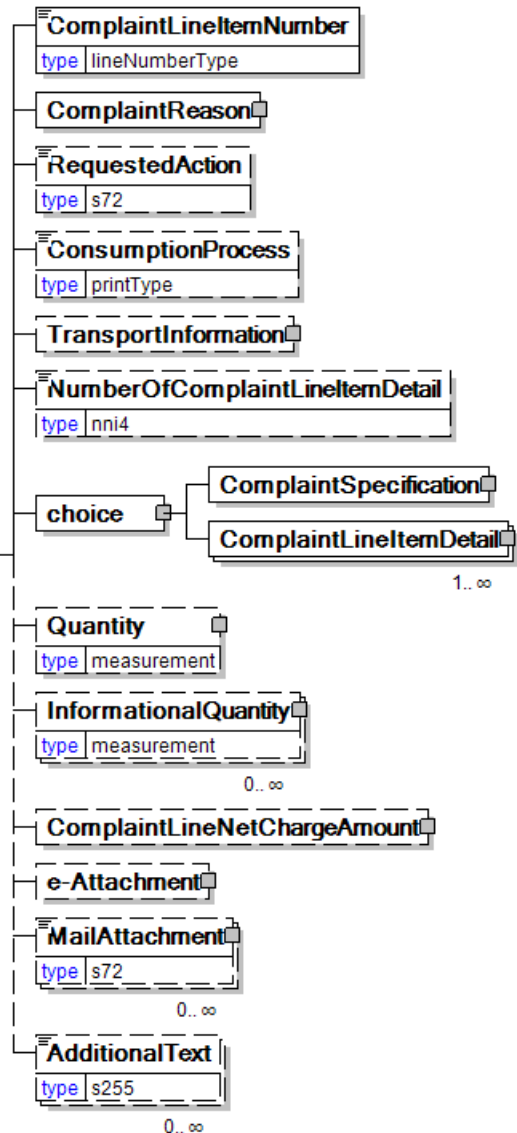 ComplaintLineItemNumber
type lineNumberType
ComplaintReason
RequestedAction
type s72
ConsumptionProcess
type printType
TransportInformation
NumberOfComplaintLineItemDetail
type nni4
ComplaintSpecification
choice
ComplaintLineItemDetail
1.. ∞
Quantity
type measurement
InformationalQuantity
type measurement
0.. ∞
ComplaintLineNetChargeAmount
e-Attachment
MailAttachment
type s72
0.. ∞
AdditionalText
type s255
0.. ∞